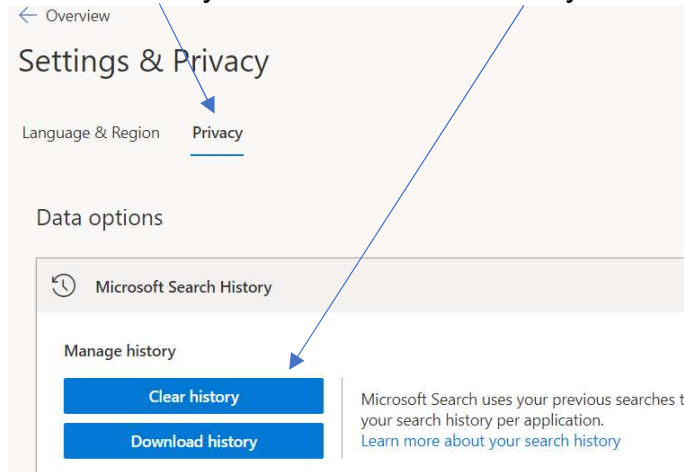 ← Overview
Settings & Privacy
Language & Region Privacy
Data options
Microsoft Search History
Manage history
Clear history
Download history
Microsoft Search uses your previous searches t
your search history per application.
Learn more about your search history